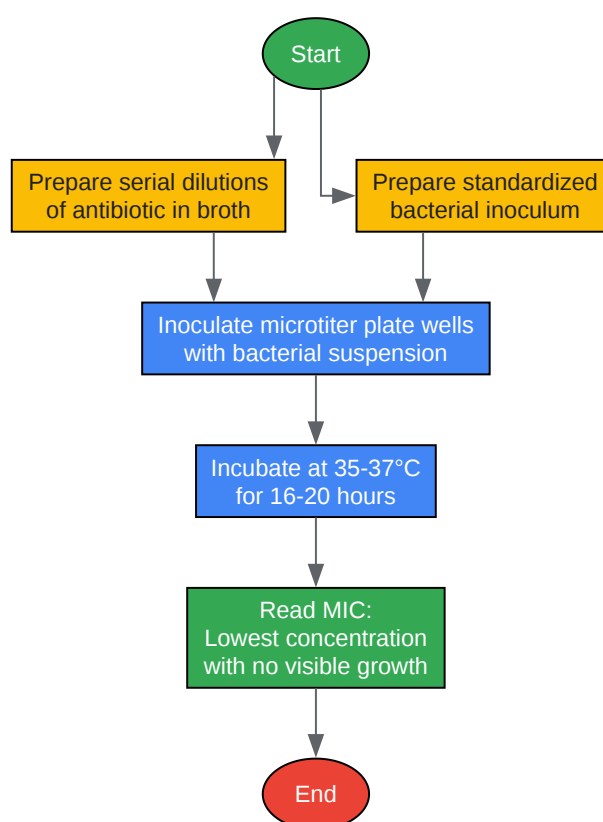 Start
Prepare serial dilutions
of antibiotic in broth
Prepare standardized
bacterial inoculum
Inoculate microtiter plate wells
with bacterial suspension
Incubate at 35-37°C
for 16-20 hours
Read MIC:
Lowest concentration
with no visible growth
End